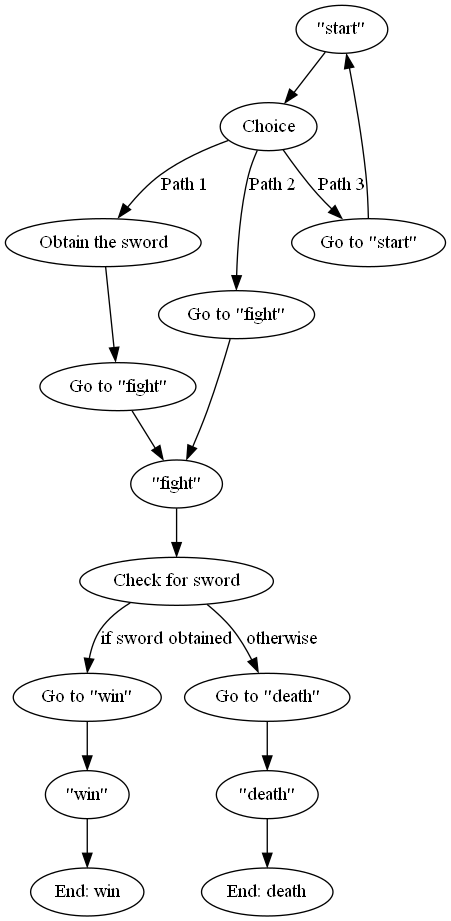 "start"
Choice
Path 1
Path 2
Path 3
Obtain the sword
Go to "start"
Go to "fight"
Go to "fight"
"fight"
Check for sword
if sword obtained
otherwise
Go to "win"
Go to "death"
"win"
"death"
End: win
End: death